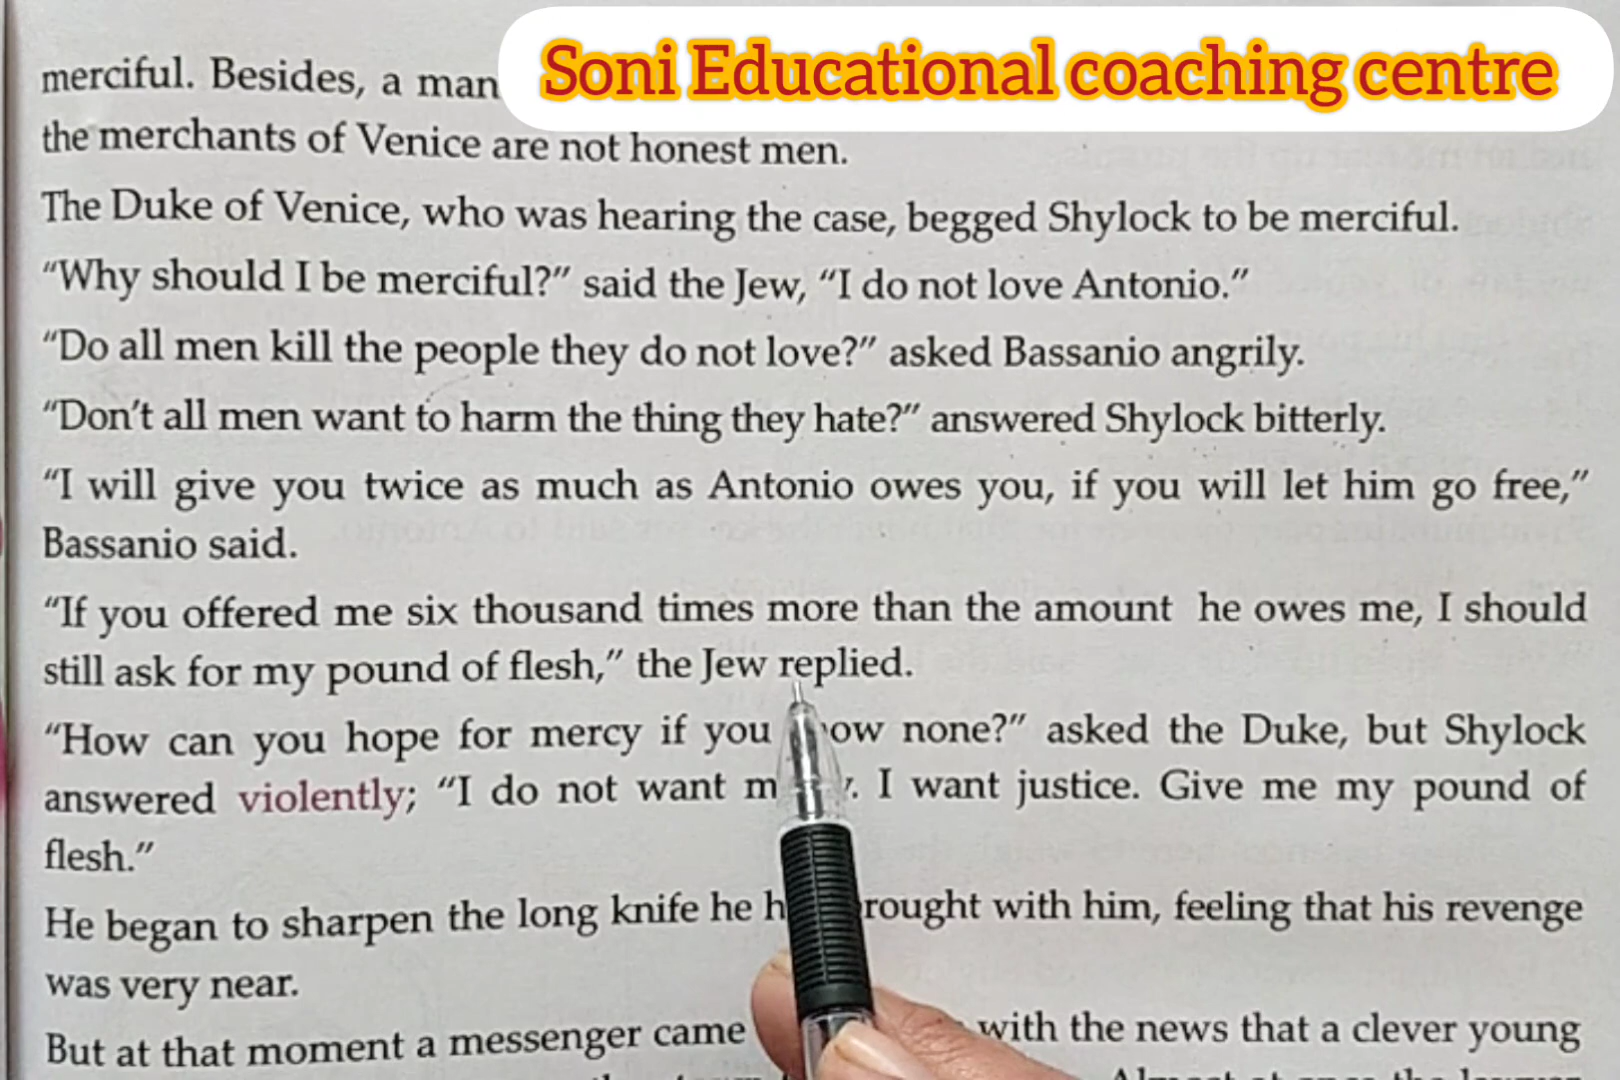 Soni Educational coaching centre
merciful. Besides, a man
the merchants of Venice are not honest men.
The Duke of Venice, who was hearing the case, begged Shylock to be merciful.
“Why should I be merciful?” said the Jew, “I do not love Antonio.”
“Do all men kill the people they do not love?” asked Bassanio angrily.
“Don’t all men want to harm the thing they hate?” answered Shylock bitterly.
“I will give you twice as much as Antonio owes you, if you will let him go free,”
Bassanio said.
“If you offered me six thousand times more than the amount he owes me, I should
still ask for my pound of flesh,” the Jew replied.
“How can you hope for mercy if you none?” asked the Duke, but Shylock
answered violently; “I do not want I want justice. Give me my pound of
flesh.”
He began to sharpen the long knife he with him, feeling that his revenge
was very near.
But at that moment a messenger came with the news that a clever young